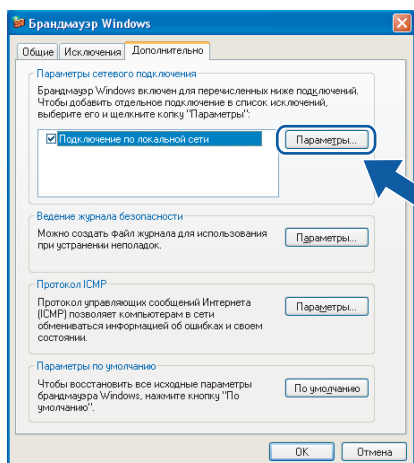 Брандмауэр Windows
Общие Исключения Дополнительно
Параметры сетевого подключения
Брандмауэр Windows включен для перечисленных ниже подключений.
Чтобы добавить отдельное подключение в список исключений,
выберите его и щелкните копку "Параметры":
Подключение по локальной сети
Параметры...
Ведение журнала безопасности
Можно создать файл журнала для использования
при устранении неполадок.
Параметры...
Протокол ICMP
Протокол управляющих сообщений Интернета
(ICMP) позволяет компьютерам в сети
обмениваться информацией об ошибках и своем
состоянии.
Параметры...
Параметры по умолчанию
Чтобы восстановить все исходные параметры
брандмауэра Windows, нажмите кнопку "По
умолчанию".
По умолчанию
OK Отмена